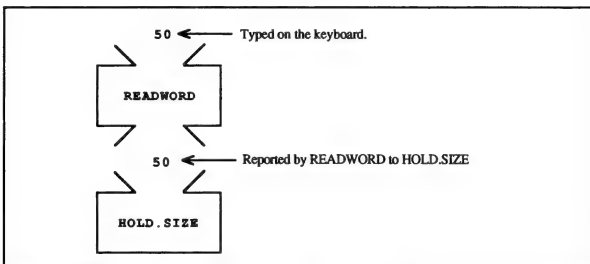 50 Typed on the keyboard.
READWORD
50 Reported by READWORD to HOLD.SIZE
HOLD.SIZE